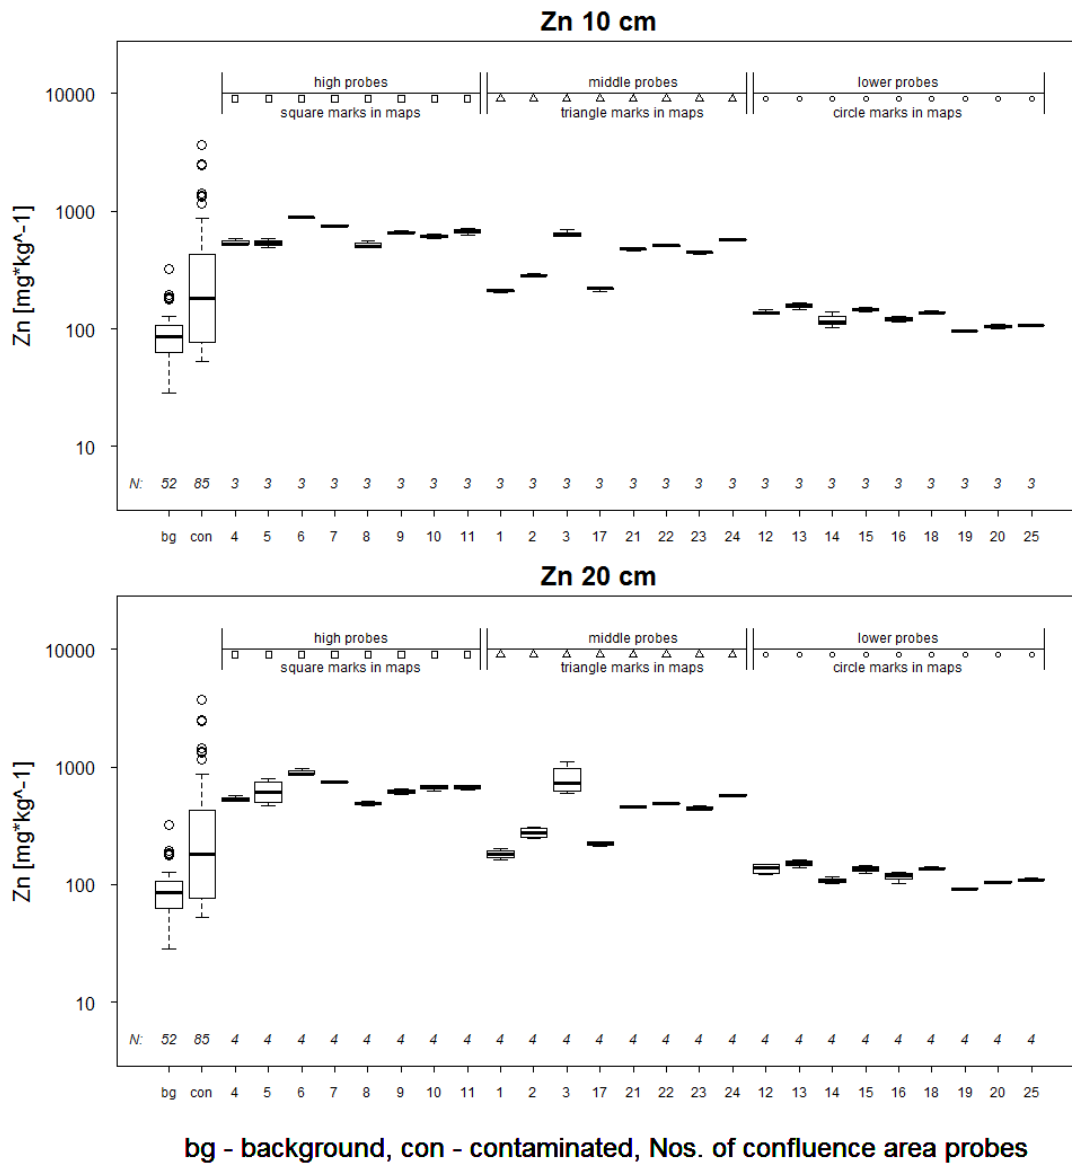 Zn 10 cm
high probes middle probes lower probes
square marks in maps triangle marks in maps circle marks in maps
Zn [mg*kg^-1]
10000
1000
100
10
N: 52 85 3 3 3 3 3 3 3 3 3 3 3 3 3 3 3 3 3 3 3 3 3 3 3 3 3
bg con 4 5 6 7 8 9 10 11 1 2 3 17 21 22 23 24 12 13 14 15 16 18 19 20 25
Zn 20 cm
high probes middle probes lower probes
square marks in maps triangle marks in maps circle marks in maps
Zn [mg*kg^-1]
10000
1000
100
10
N: 52 85 4 4 4 4 4 4 4 4 4 4 4 4 4 4 4 4 4 4 4 4 4 4 4 4 4
bg con 4 5 6 7 8 9 10 11 1 2 3 17 21 22 23 24 12 13 14 15 16 18 19 20 25
bg - background, con - contaminated, Nos. of confluence area probes